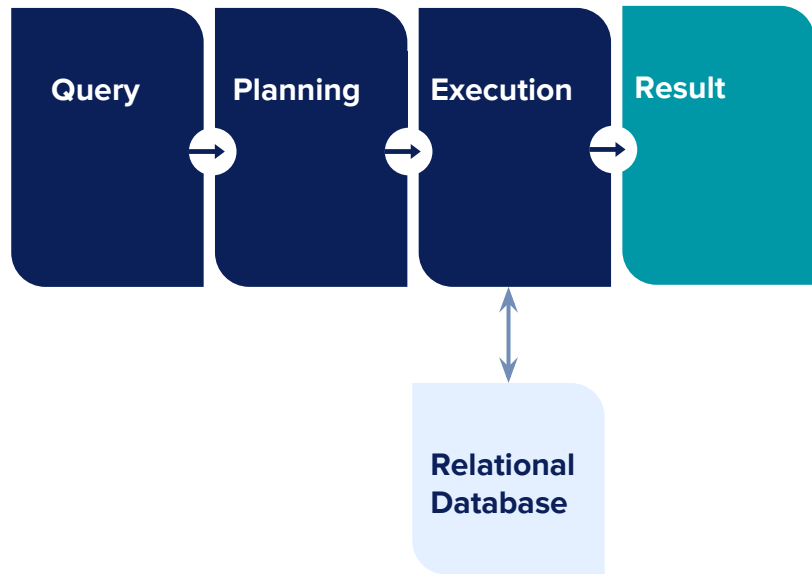 Query
Planning
Execution
Result
Relational
Database